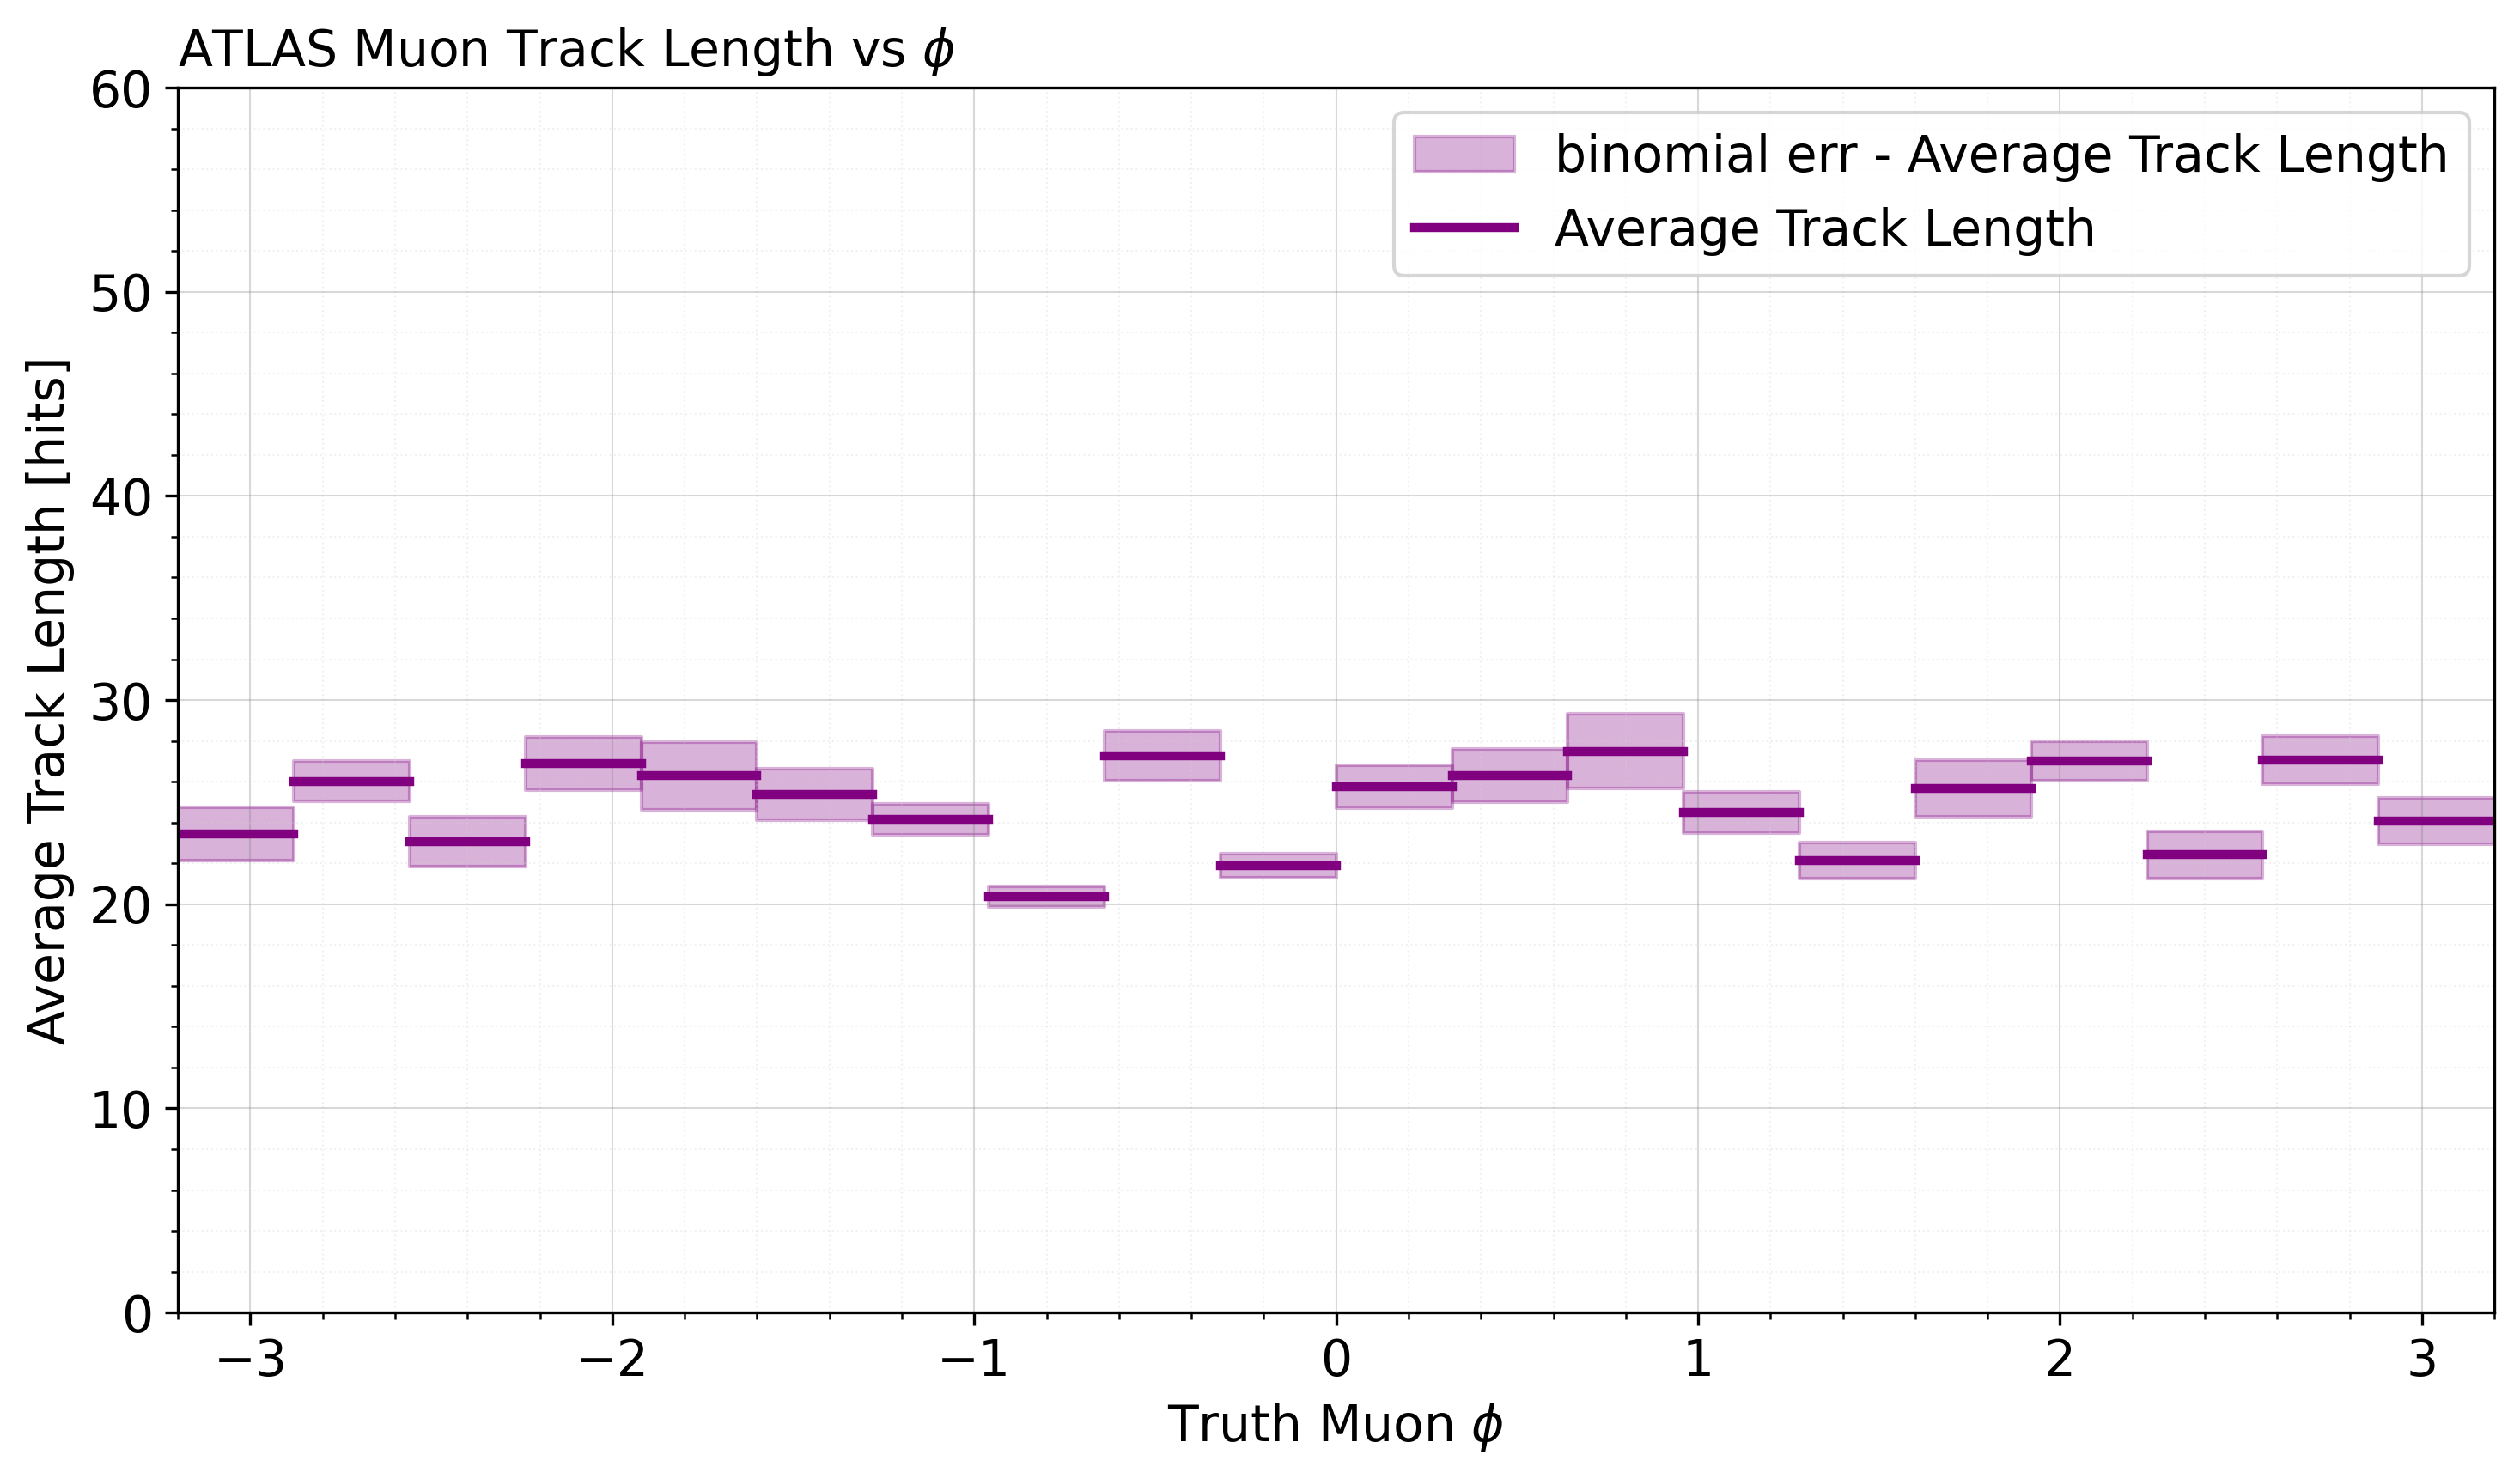 ATLAS Muon Track Length vs ϕ
60
50
40
30
20
10
0
Average Track Length [hits]
binomial err - Average Track Length
Average Track Length
−3
−2
−1
0
1
2
3
Truth Muon ϕ